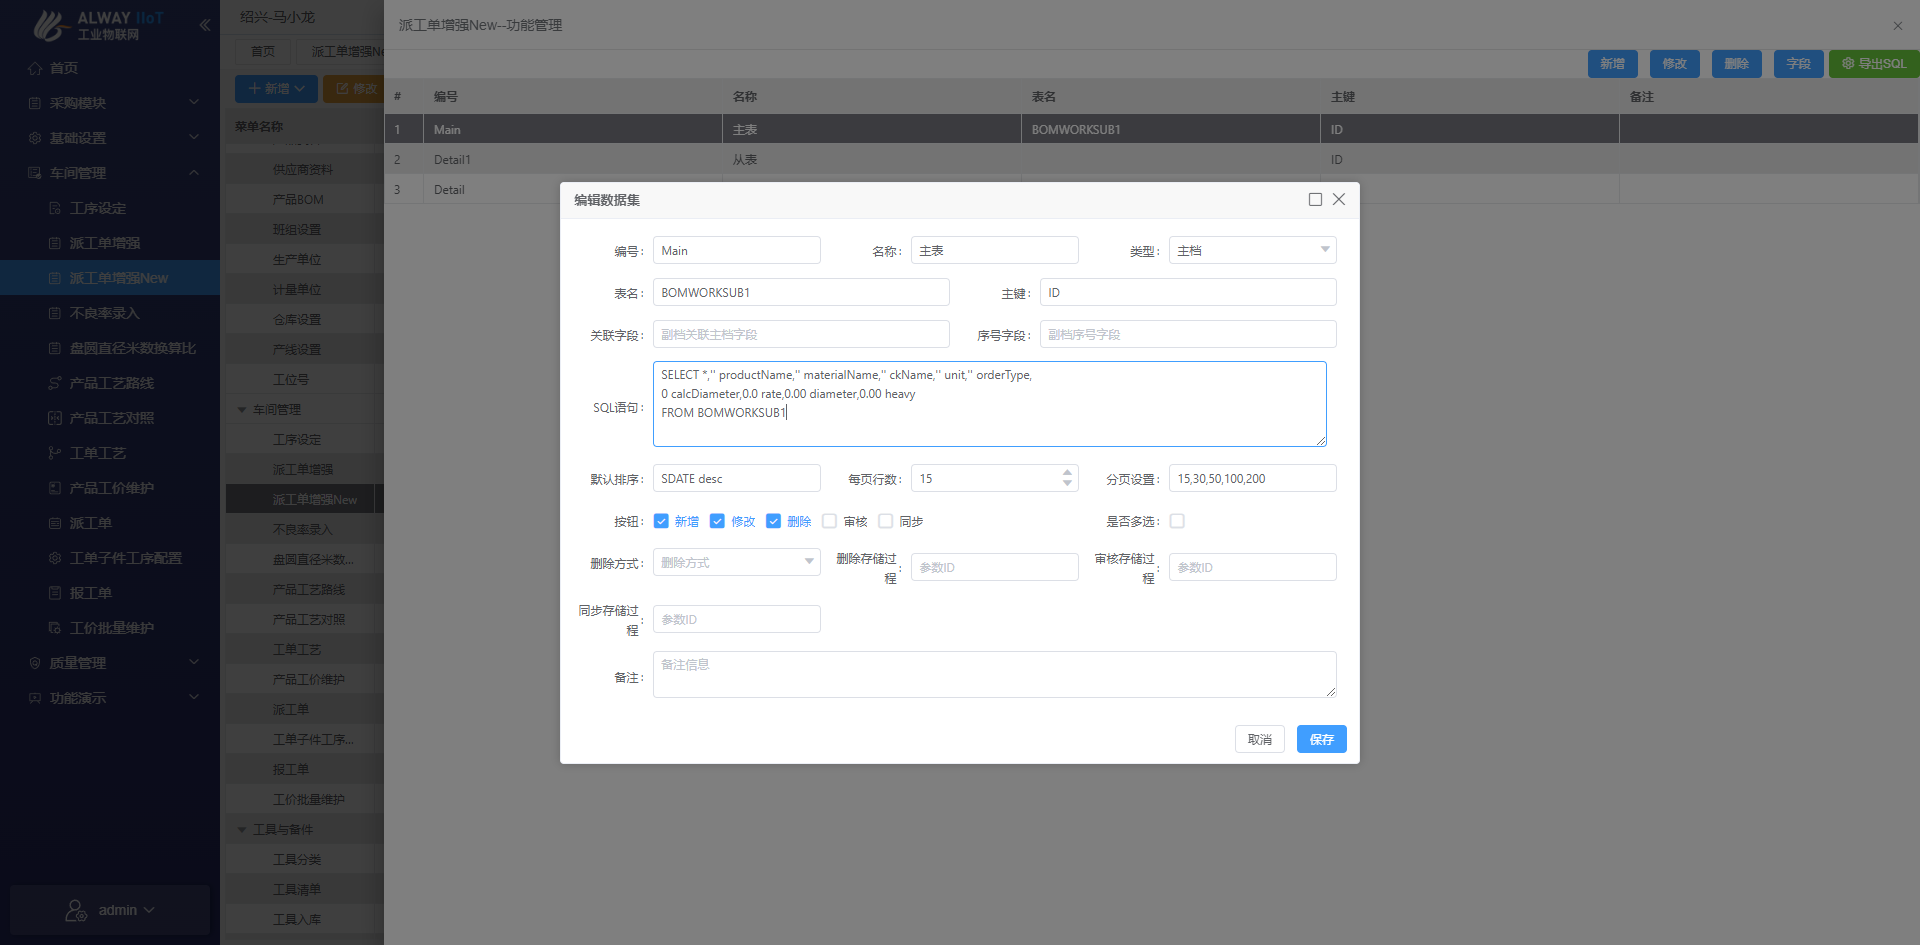 ALWAY IIoT
工业物联网
首页
采购模块
基础设置
车间管理
工序设定
派工单增强
派工单增强New
不良率录入
盘圆直径米数换算比
产品工艺路线
产品工艺对照
工单工艺
产品工价维护
派工单
工单子件工序配置
报工单
工价批量维护
质量管理
功能演示
admin
绍兴-马小龙
首页
派工单增强Ne
新增
修改
菜单名称
供应商资料
产品BOM
班组设置
生产单位
计量单位
仓库设置
产线设置
工位号
车间管理
工序设定
派工单增强
派工单增强New
不良率录入
盘圆直径米数...
产品工艺路线
产品工艺对照
工单工艺
产品工价维护
派工单
工单子件工序...
报工单
工价批量维护
工具与备件
工具分类
工具清单
工具入库
派工单增强New--功能管理
新增 修改 删除 字段 导出SQL
# 编号 名称 表名 主键 备注
1 Main 主表 BOMWORKSUB1 ID
2 Detail1 从表 ID
3 Detail
编辑数据集
编号: Main 名称: 主表 类型: 主档
表名: BOMWORKSUB1 主键: ID
关联字段: 副档关联主档字段 序号字段: 副档序号字段
SQL语句:
SELECT *,'' productName,'' materialName,'' ckName,'' unit,'' orderType,
0 calcDiameter,0.0 rate,0.00 diameter,0.00 heavy
FROM BOMWORKSUB1
默认排序: SDATE desc 每页行数: 15 分页设置: 15,30,50,100,200
按钮: 新增 修改 删除 审核 同步 是否多选:
删除方式: 删除方式 删除存储过程: 参数ID 审核存储过程: 参数ID
同步存储过程: 参数ID
备注: 备注信息
取消 保存